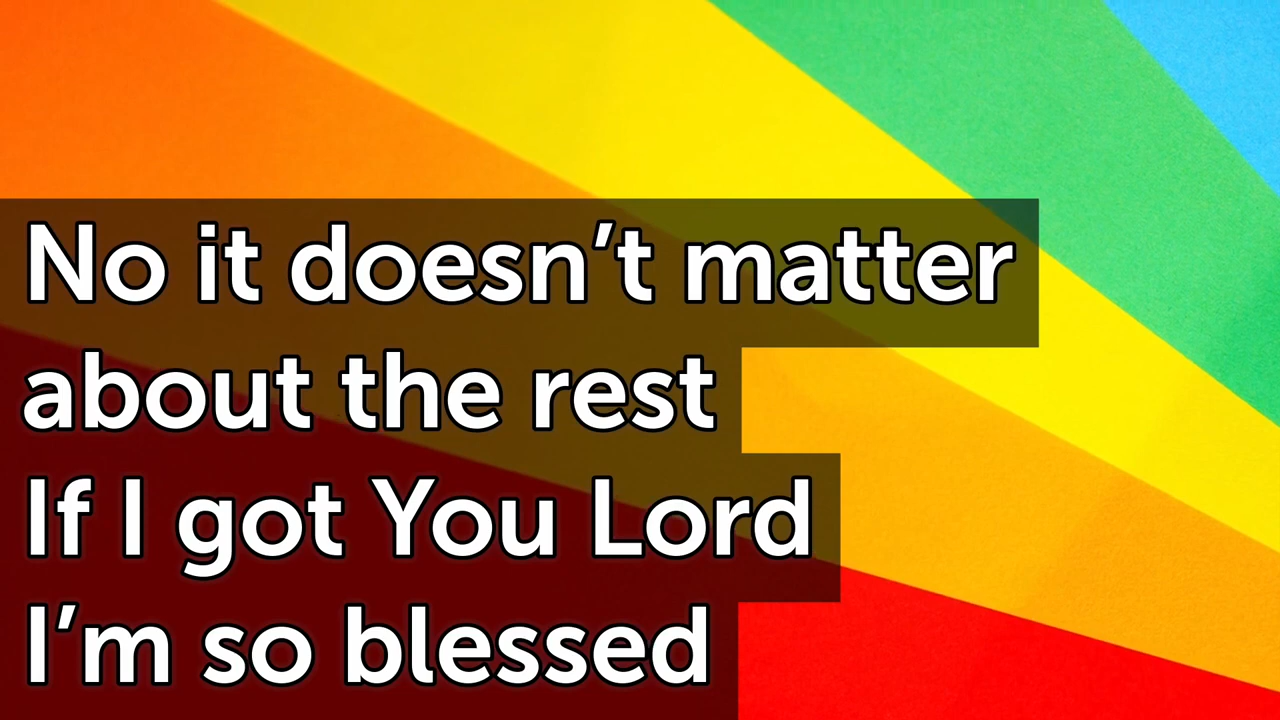 No it doesn’t matter
about the rest
If I got You Lord
I’m so blessed